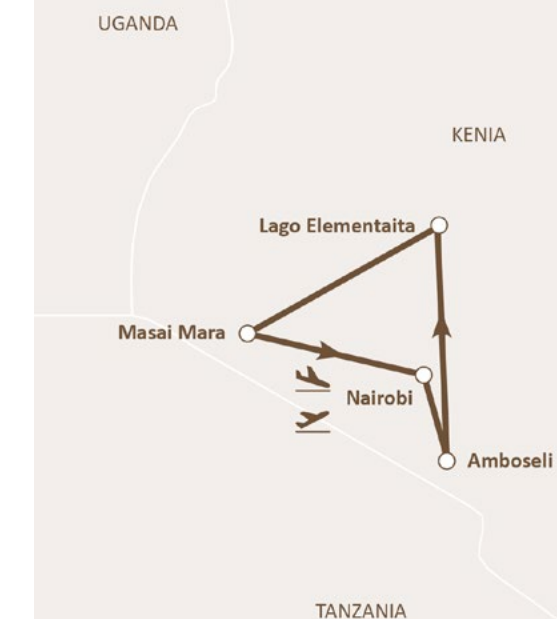 UGANDA
KENIA
Lago Elementaita
Masai Mara
Nairobi
Amboseli
TANZANIA